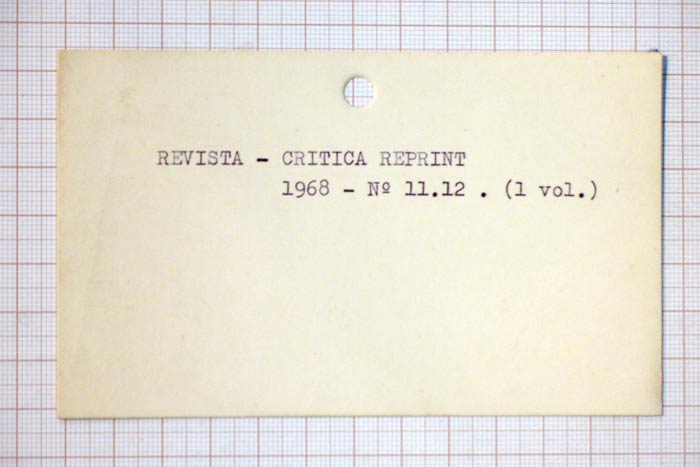 REVISTA - CRITICA REPRINT
1968 - Nº 11.12 . (1 vol.)